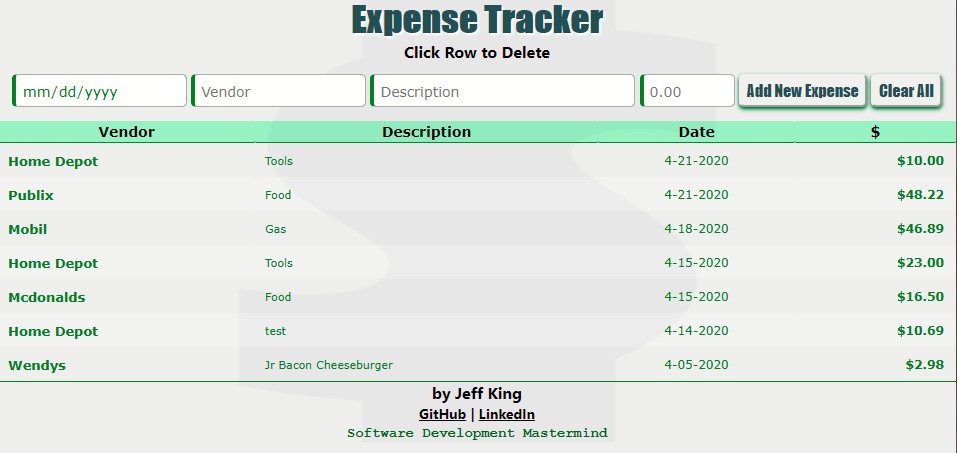 Expense Tracker
Click Row to Delete
mm/dd/yyyy Vendor Description 0.00 Add New Expense Clear All
Vendor Description Date $
Home Depot Tools 4-21-2020 $10.00
Publix Food 4-21-2020 $48.22
Mobil Gas 4-18-2020 $46.89
Home Depot Tools 4-15-2020 $23.00
Mcdonalds Food 4-15-2020 $16.50
Home Depot test 4-14-2020 $10.69
Wendys Jr Bacon Cheeseburger 4-05-2020 $2.98
by Jeff King
GitHub | LinkedIn
Software Development Mastermind